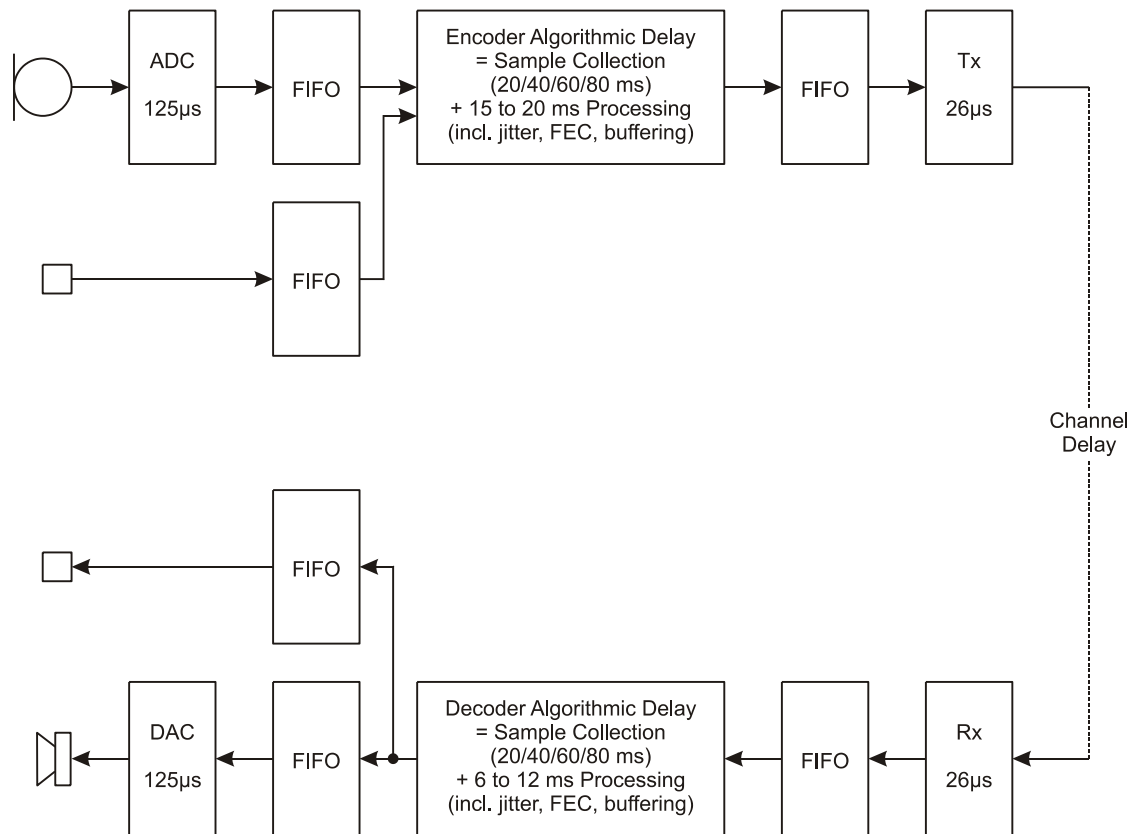 ADC
125µs
FIFO
Encoder Algorithmic Delay
= Sample Collection
(20/40/60/80 ms)
+ 15 to 20 ms Processing
(incl. jitter, FEC, buffering)
FIFO
Tx
26µs
FIFO
Channel
Delay
FIFO
DAC
125µs
FIFO
Decoder Algorithmic Delay
= Sample Collection
(20/40/60/80 ms)
+ 6 to 12 ms Processing
(incl. jitter, FEC, buffering)
FIFO
Rx
26µs